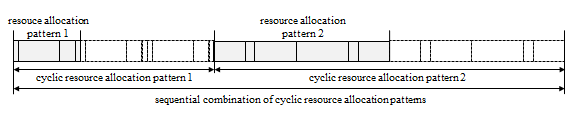 resouce allocation
pattern 1
resource allocation
pattern 2
cyclic resource allocation pattern 1
cyclic resource allocation pattern 2
sequential combination of cyclic resource allocation patterns